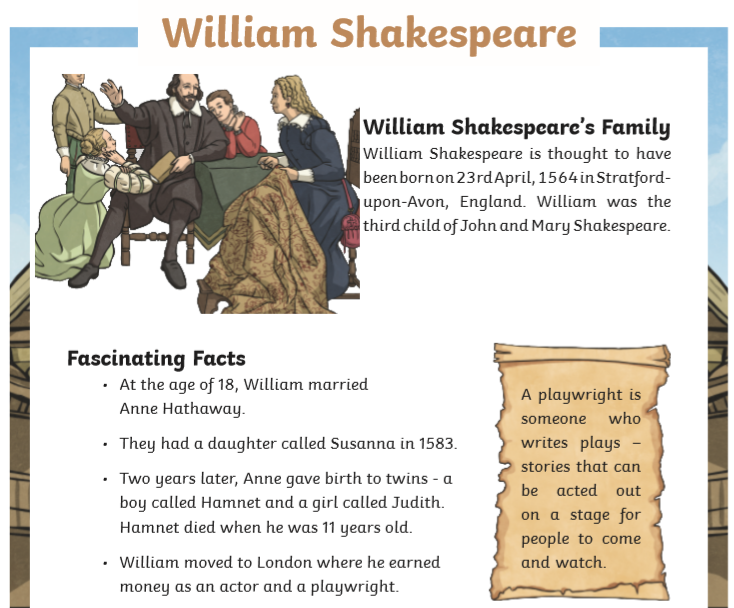 William Shakespeare
William Shakespeare's Family
William Shakespeare is thought to have
been born on 23rd April, 1564 in Stratford-
upon-Avon, England. William was the
third child of John and Mary Shakespeare.
Fascinating Facts
• At the age of 18, William married
Anne Hathaway.
• They had a daughter called Susanna in 1583.
• Two years later, Anne gave birth to twins - a
boy called Hamnet and a girl called Judith.
Hamnet died when he was 11 years old.
• William moved to London where he earned
money as an actor and a playwright.
A playwright is
someone who
writes plays –
stories that can
be acted out
on a stage for
people to come
and watch.